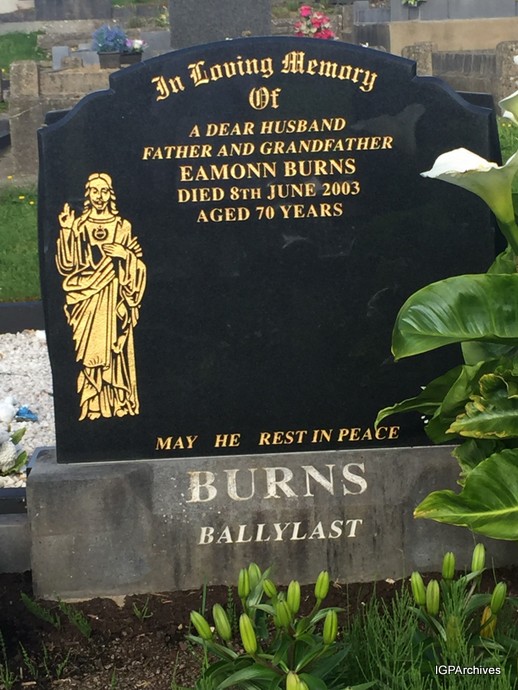 In Loving Memory
Of
A DEAR HUSBAND
FATHER AND GRANDFATHER
EAMONN BURNS
DIED 8TH JUNE 2003
AGED 70 YEARS
MAY HE REST IN PEACE
BURNS
BALLYLAST
IGPArchives